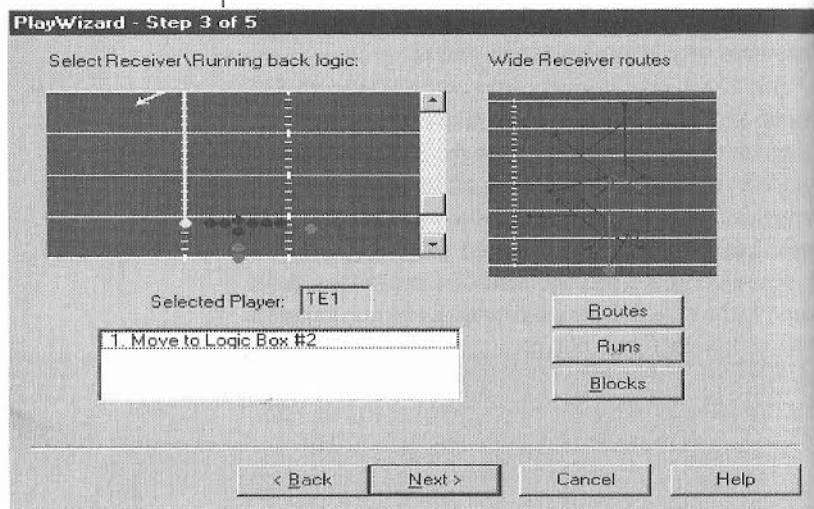 PlayWizard - Step 3 of 5
Select Receiver\Running back logic:
Wide Receiver routes
Selected Player: TE1
1. Move to Logic Box #2
Routes
Runs
Blocks
< Back
Next >
Cancel
Help